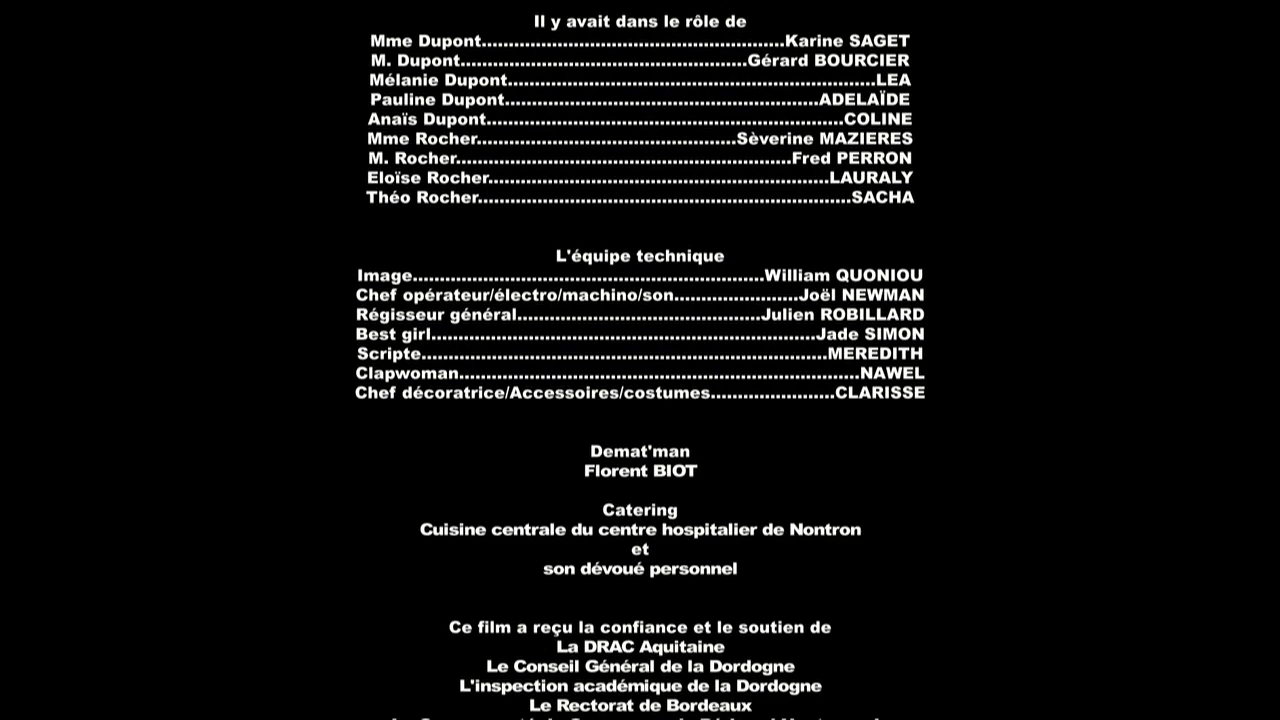 Il y avait dans le rôle de
Mme Dupont.........................................................Karine SAGET
M. Dupont......................................................Gérard BOURCIER
Mélanie Dupont.....................................................................LEA
Pauline Dupont...........................................................ADELAÏDE
Anaïs Dupont...................................................................COLINE
Mme Rocher.................................................Sèverine MAZIERES
M. Rocher...............................................................Fred PERRON
Eloïse Rocher................................................................LAURALY
Théo Rocher......................................................................SACHA
L'équipe technique
Image..................................................................William QUONIOU
Chef opérateur/électro/machino/son.......................Joël NEWMAN
Régisseur général..............................................Julien ROBILLARD
Best girl........................................................................Jade SIMON
Scripte............................................................................MEREDITH
Clapwoman...........................................................................NAWEL
Chef décoratrice/Accessoires/costumes.......................CLARISSE
Demat'man
Florent BIOT
Catering
Cuisine centrale du centre hospitalier de Nontron
et
son dévoué personnel
Ce film a reçu la confiance et le soutien de
La DRAC Aquitaine
Le Conseil Général de la Dordogne
L'inspection académique de la Dordogne
Le Rectorat de Bordeaux